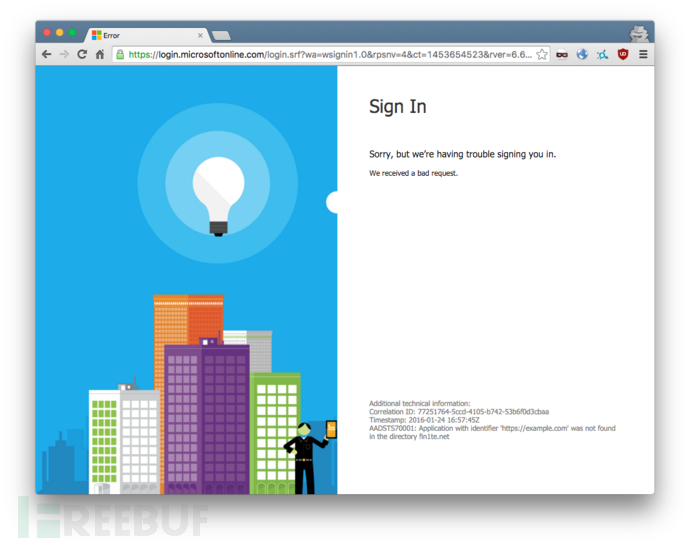 Error
https://login.microsoftonline.com/login.srf?wa=wsignin1.0&rpsnv=4&ct=1453654523&rver=6.6...
Sign In
Sorry, but we're having trouble signing you in.
We received a bad request.
Additional technical information:
Correlation ID: 77251764-5ccd-4105-b742-53b6f0d3cbaa
Timestamp: 2016-01-24 16:57:45Z
AADSTS70001: Application with identifier 'https://example.com' was not found
in the directory fin1te.net
REEBUF